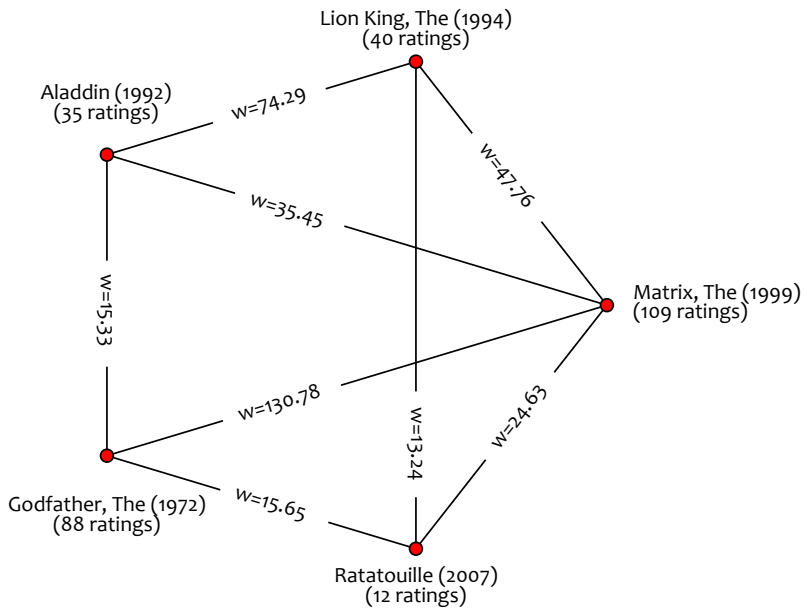 Lion King, The (1994)
(40 ratings)
Aladdin (1992)
(35 ratings)
w=74.29
w=47.76
w=35.45
w=15.33
Matrix, The (1999)
(109 ratings)
w=130.78
w=24.63
w=13.24
Godfather, The (1972)
(88 ratings)
w=15.65
Ratatouille (2007)
(12 ratings)